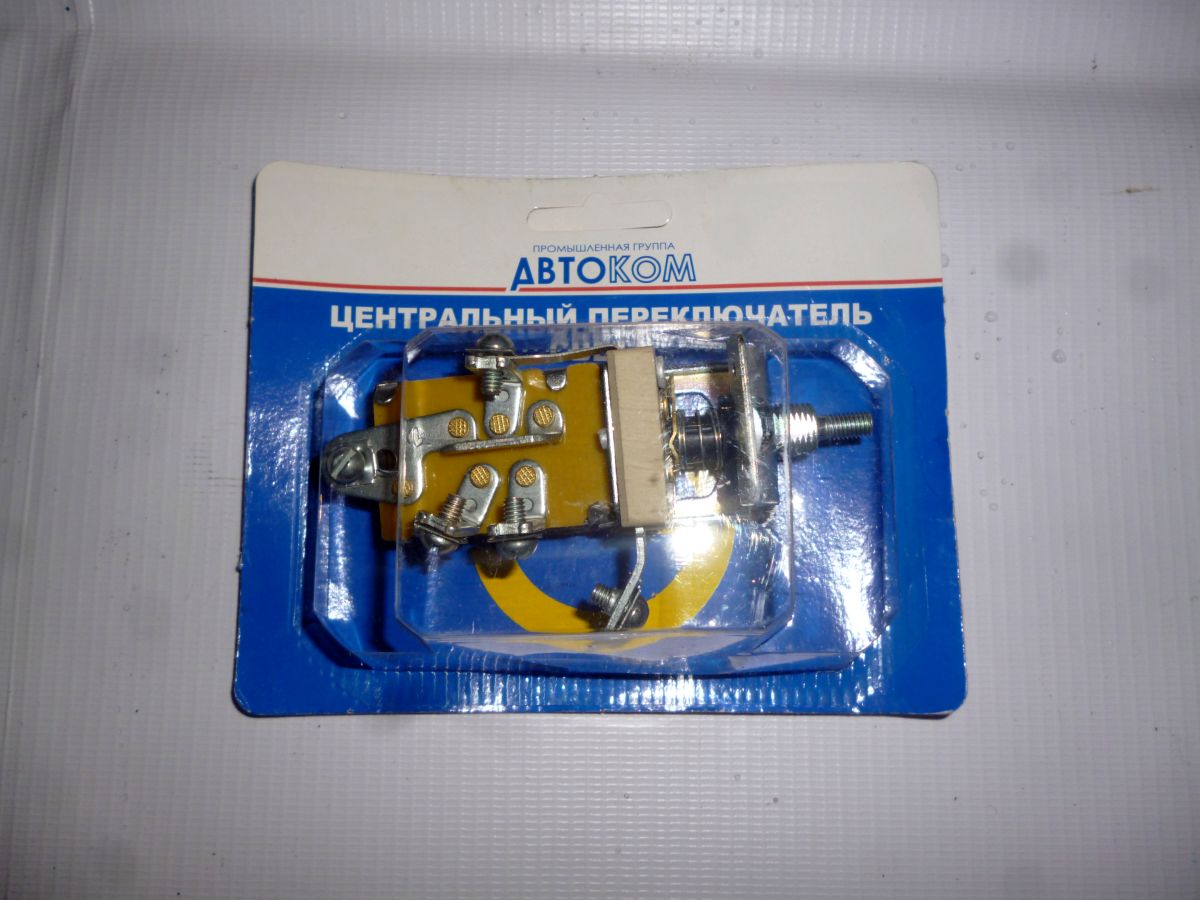 ПРОМЫШЛЕННАЯ ГРУППА
АВТОКОМ
ЦЕНТРАЛЬНЫЙ ПЕРЕКЛЮЧАТЕЛЬ